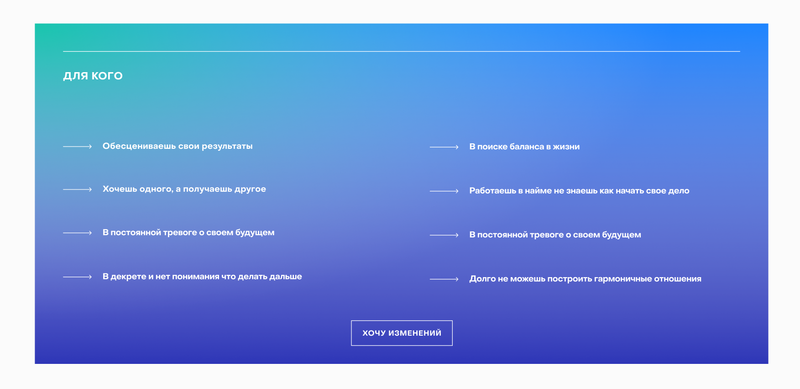 ДЛЯ КОГО
Обесцениваешь свои результаты
Хочешь одного, а получаешь другое
В постоянной тревоге о своем будущем
В декрете и нет понимания что делать дальше
В поиске баланса в жизни
Работаешь в найме не знаешь как начать свое дело
В постоянной тревоге о своем будущем
Долго не можешь построить гармоничные отношения
ХОЧУ ИЗМЕНЕНИЙ